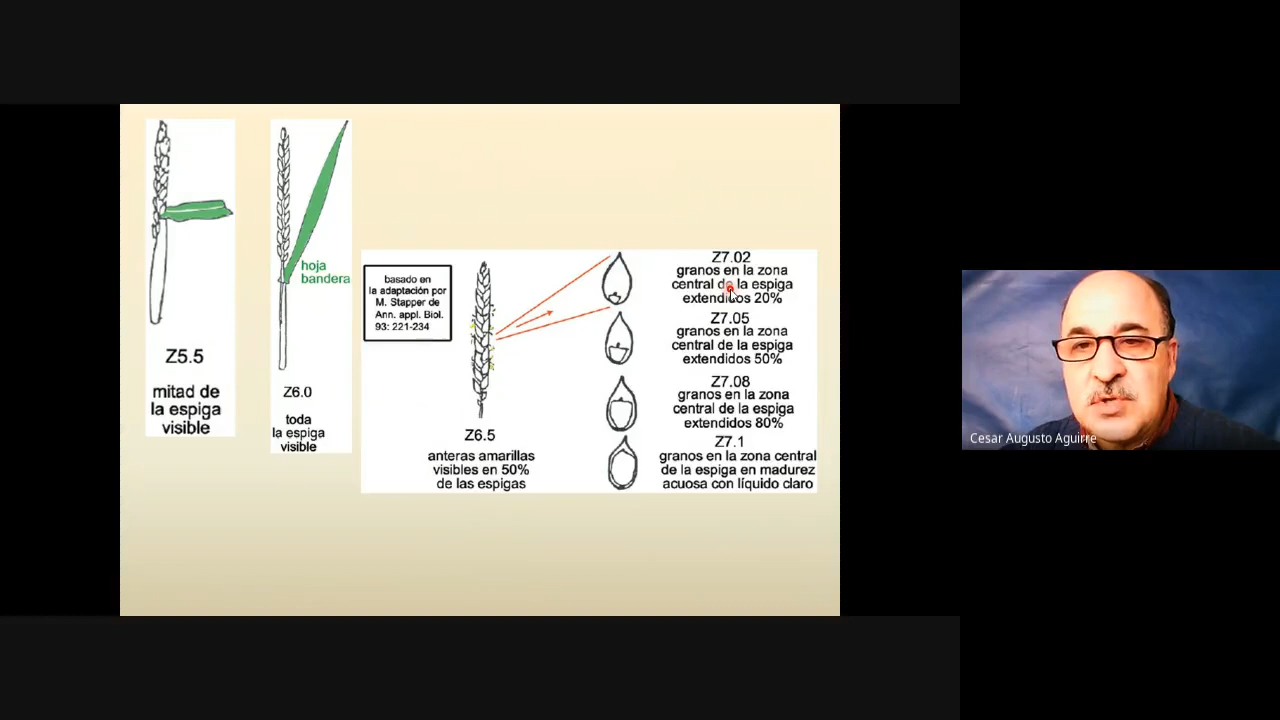 Z5.5
mitad de
la espiga
visible
hoja
bandera
Z6.0
toda
la espiga
visible
basado en
la adaptación por
M. Stapper de
Ann. appl. Biol.
93: 221-234
Z6.5
anteras amarillas
visibles en 50%
de las espigas
Z7.02
granos en la zona
central de la espiga
extendidos 20%
Z7.05
granos en la zona
central de la espiga
extendidos 50%
Z7.08
granos en la zona
central de la espiga
extendidos 80%
Z7.1
granos en la zona central
de la espiga en madurez
acuosa con líquido claro
Cesar Augusto Aguirre